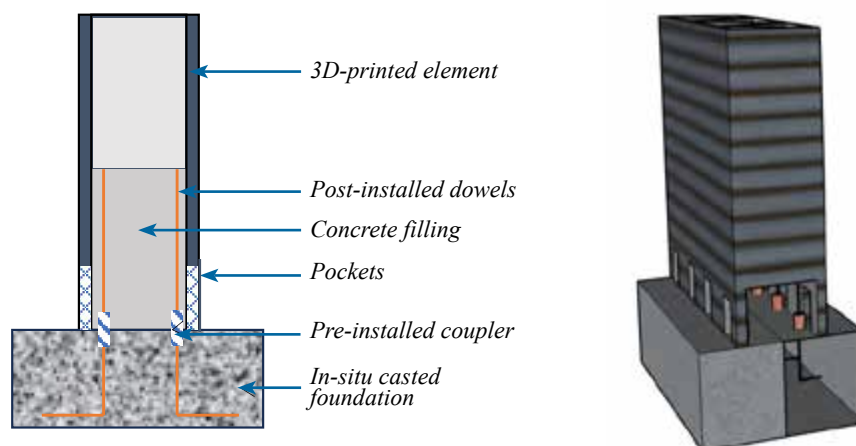 3D-printed element
Post-installed dowels
Concrete filling
Pockets
Pre-installed coupler
In-situ casted
foundation